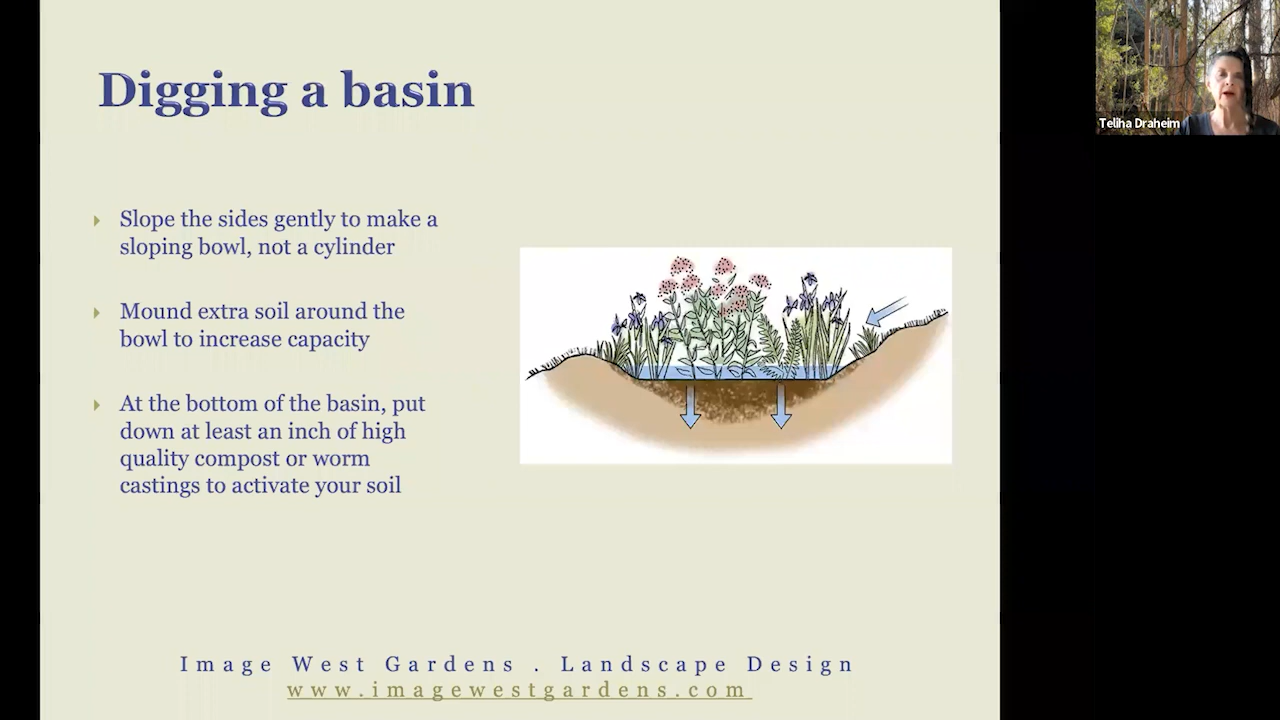 Digging a basin
Slope the sides gently to make a
sloping bowl, not a cylinder
Mound extra soil around the
bowl to increase capacity
At the bottom of the basin, put
down at least an inch of high
quality compost or worm
castings to activate your soil
Image West Gardens . Landscape Design
www.imagewestgardens.com
Teliha Draheim